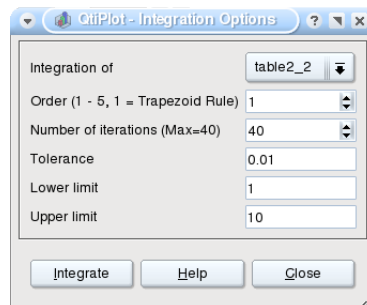 QtiPlot - Integration Options
Integration of table2_2
Order (1 - 5, 1 = Trapezoid Rule) 1
Number of iterations (Max=40) 40
Tolerance 0.01
Lower limit 1
Upper limit 10
Integrate Help Close